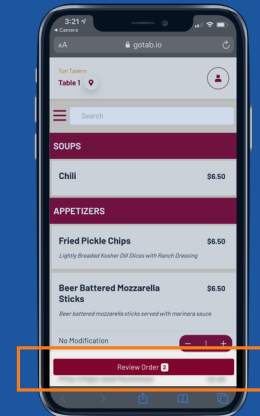 3:21
Camera
AA gotab.io
Tun Tavern
Table 1
Search
SOUPS
Chili $6.50
APPETIZERS
Fried Pickle Chips $6.50
Lightly Breaded Kosher Dill Slices with Ranch Dressing
Beer Battered Mozzarella $6.50
Sticks
Beer battered mozzarella sticks served with marinara sauce
No Modification − 1 +
Review Order 2